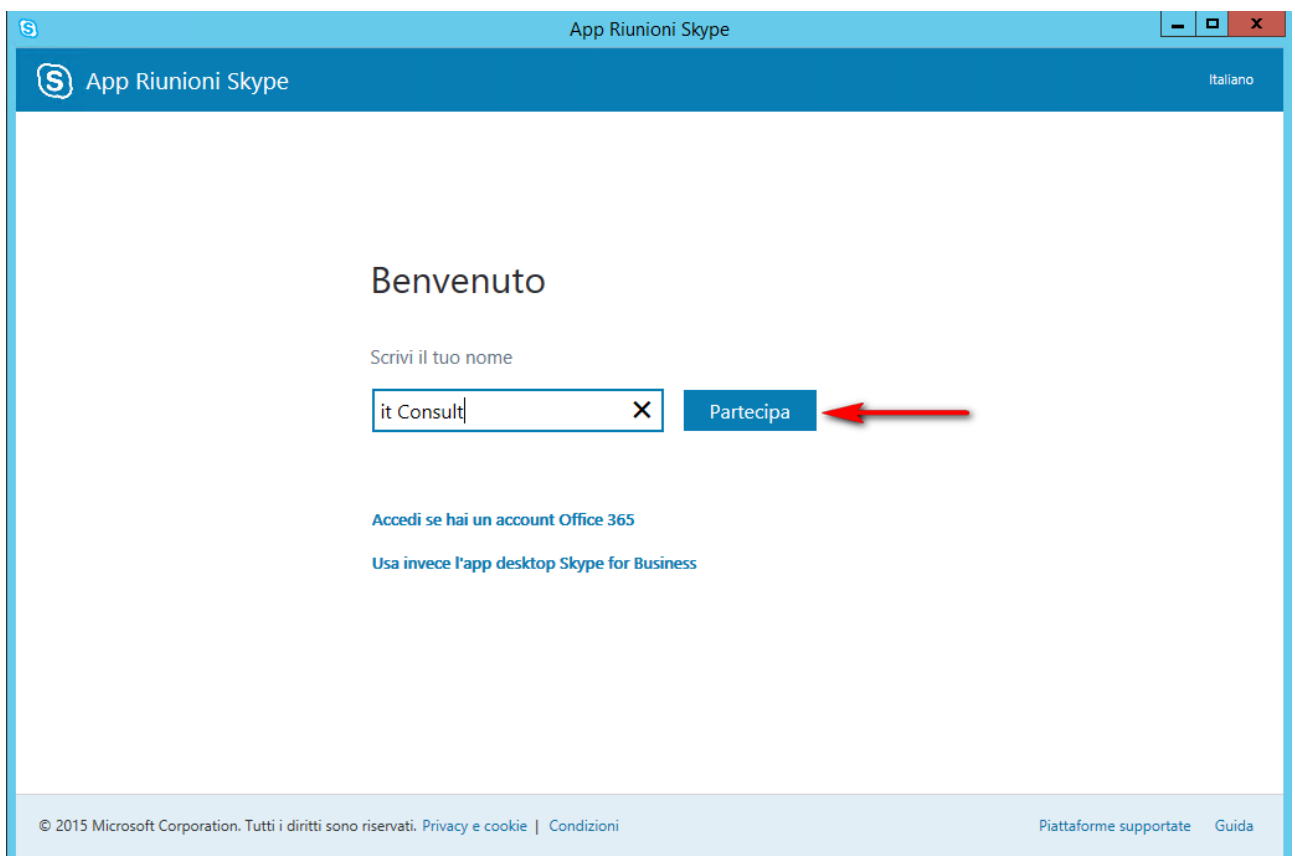 App Riunioni Skype
App Riunioni Skype
Italiano
Benvenuto
Scrivi il tuo nome
it Consult
Partecipa
Accedi se hai un account Office 365
Usa invece l'app desktop Skype for Business
© 2015 Microsoft Corporation. Tutti i diritti sono riservati. Privacy e cookie | Condizioni
Piattaforme supportate Guida